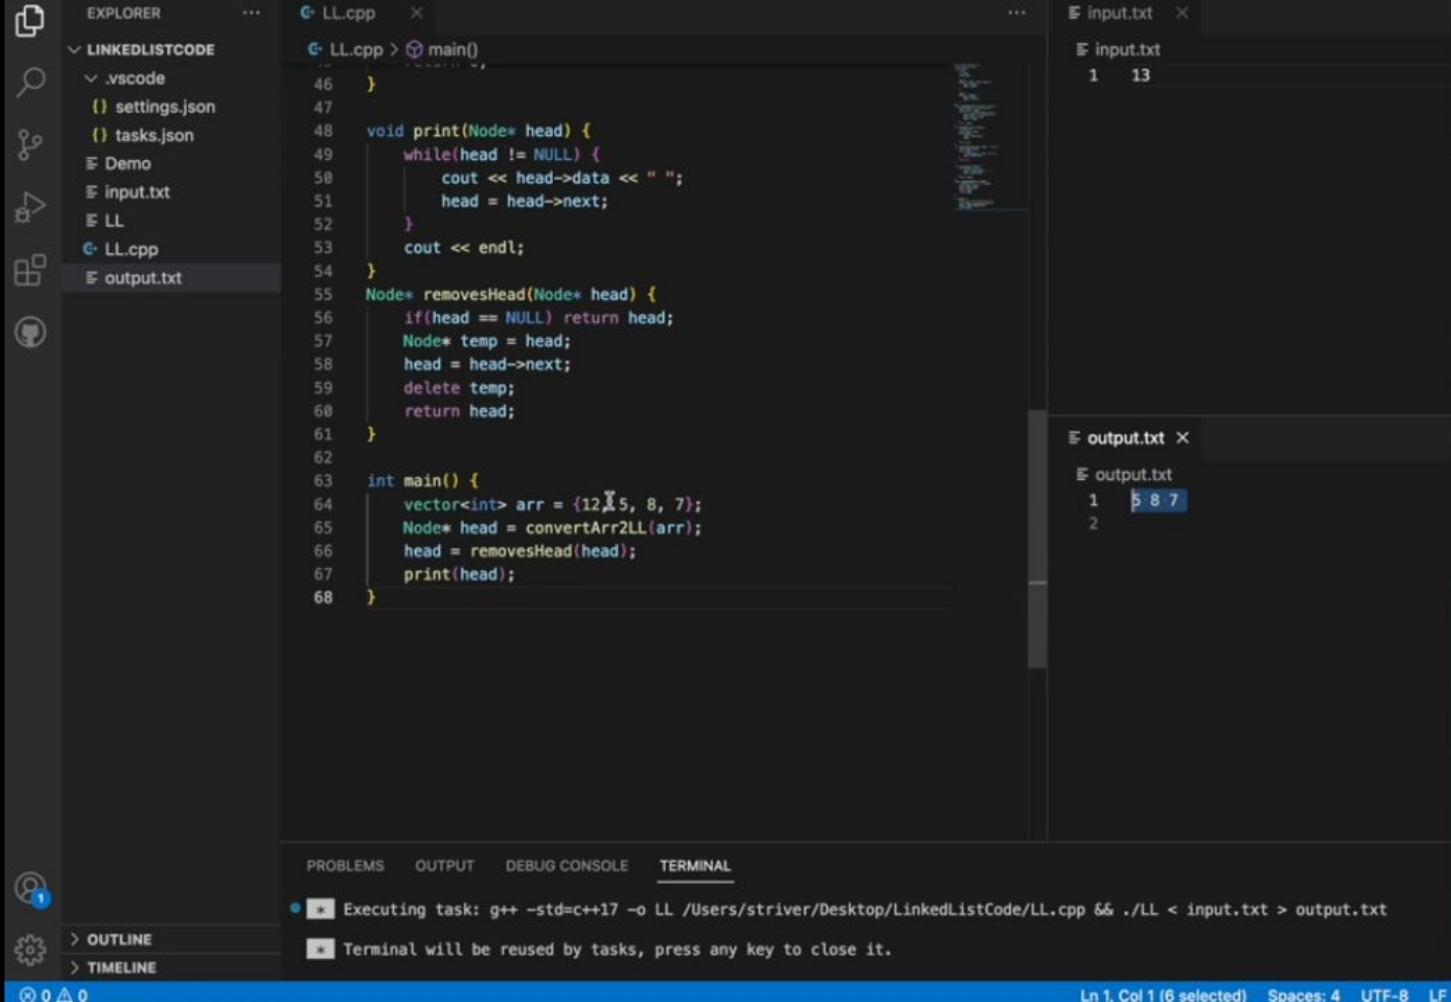 EXPLORER ...
LINKEDLISTCODE
.vscode
{} settings.json
{} tasks.json
Demo
input.txt
LL
LL.cpp
output.txt
OUTLINE
TIMELINE
LL.cpp
...
LL.cpp > main()
46 }
47
48 void print(Node* head) {
49 while(head != NULL) {
50 cout << head->data << " ";
51 head = head->next;
52 }
53 cout << endl;
54 }
55 Node* removesHead(Node* head) {
56 if(head == NULL) return head;
57 Node* temp = head;
58 head = head->next;
59 delete temp;
60 return head;
61 }
62
63 int main() {
64 vector<int> arr = {12, 5, 8, 7};
65 Node* head = convertArr2LL(arr);
66 head = removesHead(head);
67 print(head);
68 }
input.txt
input.txt
1 13
output.txt
output.txt
1 5 8 7
2
PROBLEMS OUTPUT DEBUG CONSOLE TERMINAL
* Executing task: g++ -std=c++17 -o LL /Users/striver/Desktop/LinkedListCode/LL.cpp && ./LL < input.txt > output.txt
* Terminal will be reused by tasks, press any key to close it.
1
0 0
Ln 1, Col 1 (6 selected) Spaces: 4 UTF-8 LF